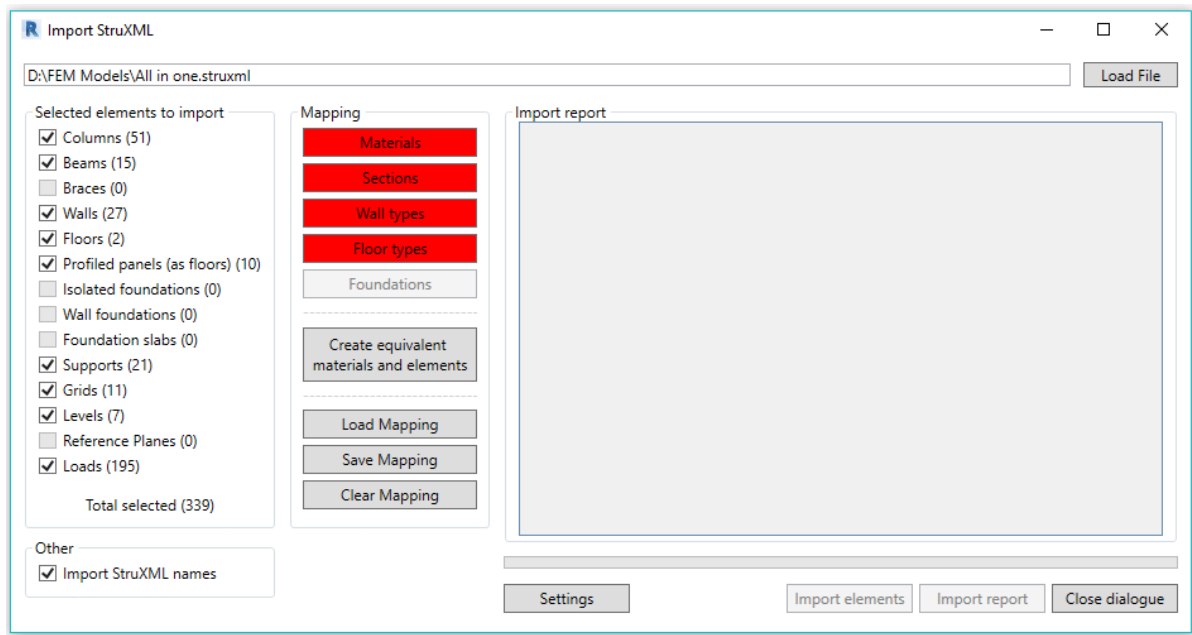 Import StruXML
D:\FEM Models\All in one.struxml
Load File
Selected elements to import
Columns (51)
Beams (15)
Braces (0)
Walls (27)
Floors (2)
Profiled panels (as floors) (10)
Isolated foundations (0)
Wall foundations (0)
Foundation slabs (0)
Supports (21)
Grids (11)
Levels (7)
Reference Planes (0)
Loads (195)
Total selected (339)
Other
Import StruXML names
Mapping
Materials
Sections
Wall types
Floor types
Foundations
Create equivalent
materials and elements
Load Mapping
Save Mapping
Clear Mapping
Import report
Settings
Import elements
Import report
Close dialogue